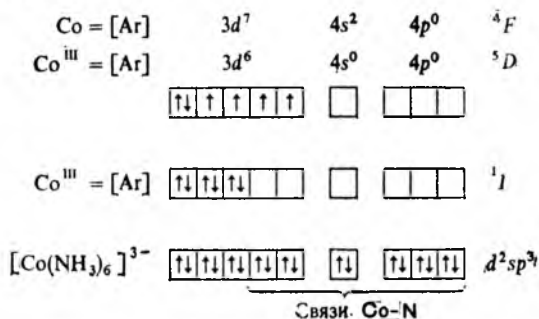 Co = [Ar] 3d⁷ 4s² 4p⁰ ⁴F
Coᴵᴵᴵ = [Ar] 3d⁶ 4s⁰ 4p⁰ ⁵D
↑↓ ↑ ↑ ↑ ↑
Coᴵᴵᴵ = [Ar] ↑↓ ↑↓ ↑↓ ¹I
[Co(NH₃)₆]³⁻ ↑↓ ↑↓ ↑↓ ↑↓ ↑↓ ↑↓ ↑↓ ↑↓ ↑↓ d²sp³
Связи Co–N